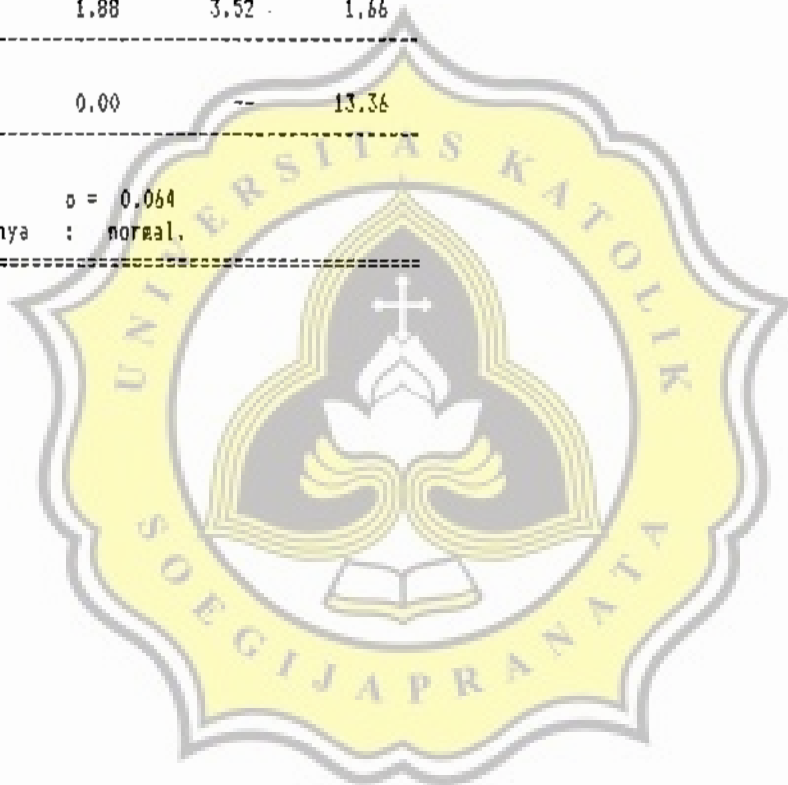 1.88 3.52 1.66
0.00 -- 13.36
p = 0.064
nya : normal.
UNIVERSITAS KATOLIK
SOEGIJAPRANATA